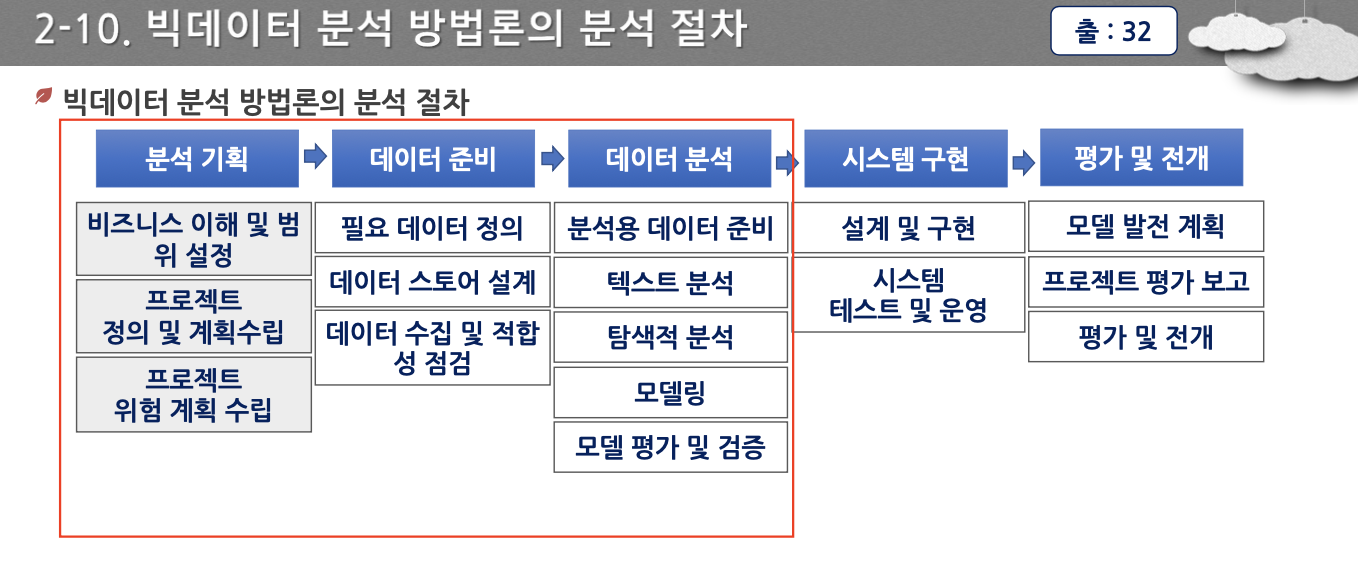 2-10. 빅데이터 분석 방법론의 분석 절차
출 : 32
빅데이터 분석 방법론의 분석 절차
분석 기획
데이터 준비
데이터 분석
시스템 구현
평가 및 전개
비즈니스 이해 및 범
위 설정
프로젝트
정의 및 계획수립
프로젝트
위험 계획 수립
필요 데이터 정의
데이터 스토어 설계
데이터 수집 및 적합
성 점검
분석용 데이터 준비
텍스트 분석
탐색적 분석
모델링
모델 평가 및 검증
설계 및 구현
시스템
테스트 및 운영
모델 발전 계획
프로젝트 평가 보고
평가 및 전개